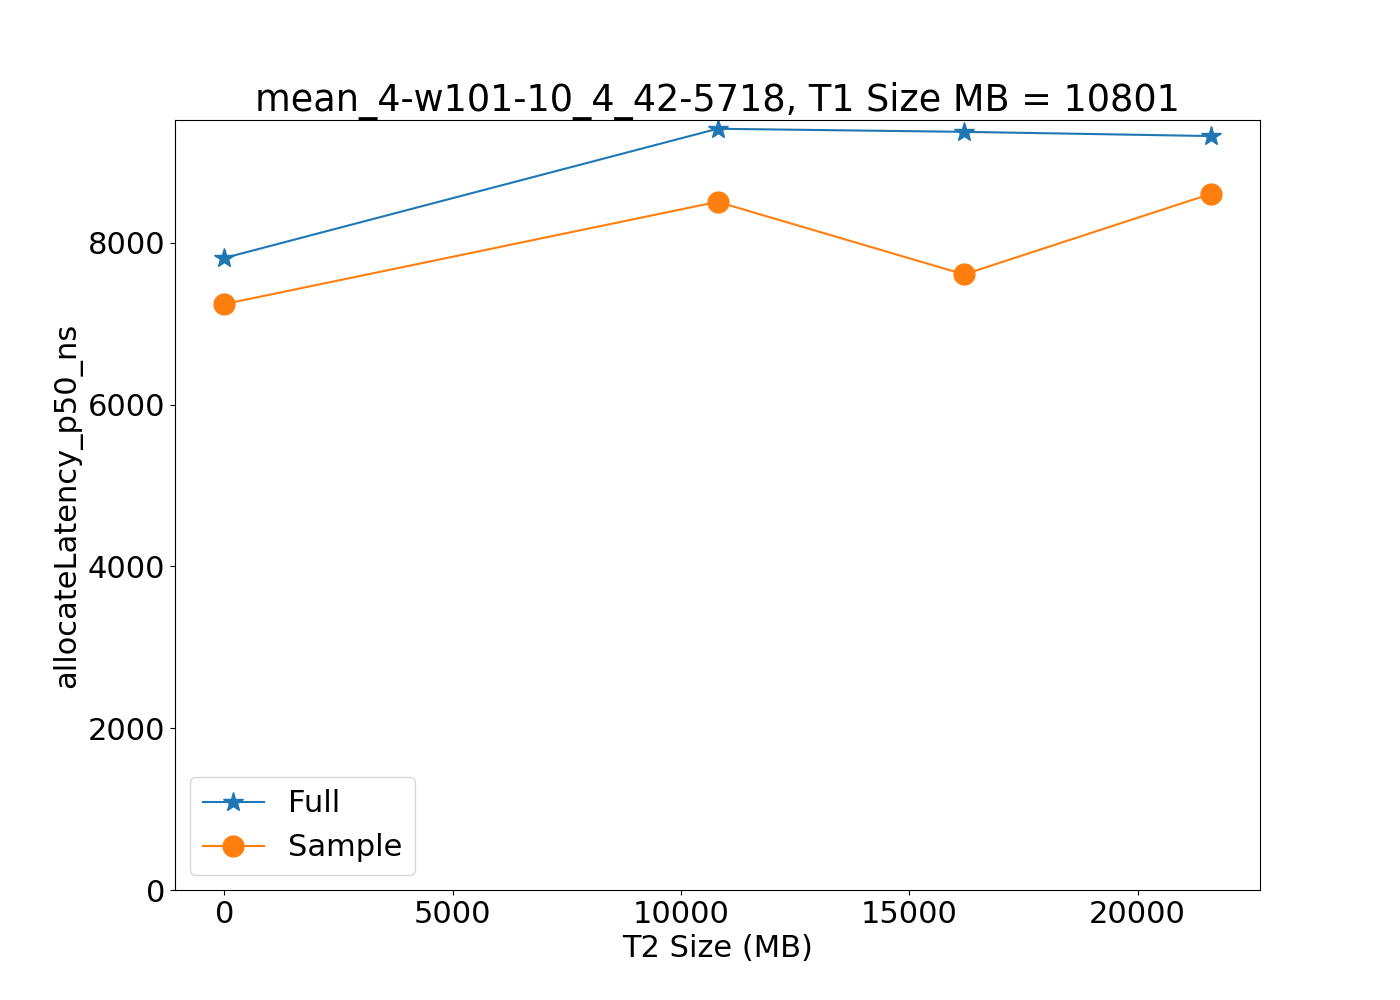 mean_4-w101-10_4_42-5718, T1 Size MB = 10801
allocateLatency_p50_ns
8000
6000
4000
2000
0
Full
Sample
0 5000 10000 15000 20000
T2 Size (MB)